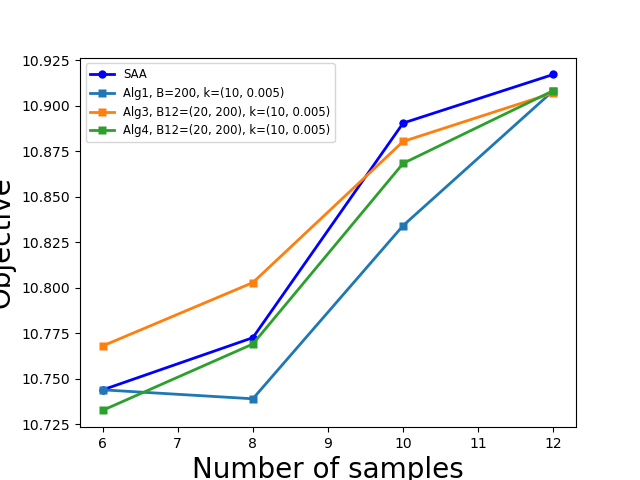 10.925
10.900
10.875
10.850
10.825
10.800
10.775
10.750
10.725
SAA
Alg1, B=200, k=(10, 0.005)
Alg3, B12=(20, 200), k=(10, 0.005)
Alg4, B12=(20, 200), k=(10, 0.005)
Objective
6 7 8 9 10 11 12
Number of samples